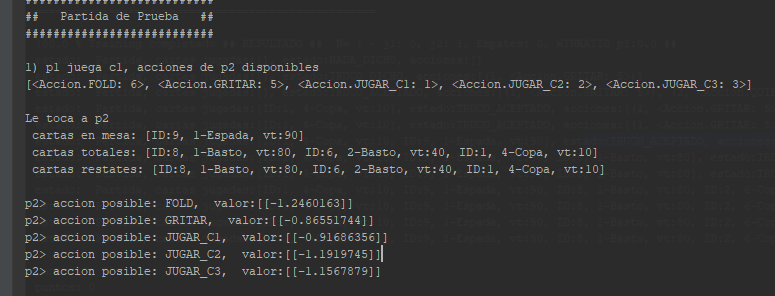 ###########################
## Partida de Prueba ##
###########################
1) p1 juega c1, acciones de p2 disponibles
[<Accion.FOLD: 6>, <Accion.GRITAR: 5>, <Accion.JUGAR_C1: 1>, <Accion.JUGAR_C2: 2>, <Accion.JUGAR_C3: 3>]
Le toca a p2
cartas en mesa: [ID:9, 1-Espada, vt:90]
cartas totales: [ID:8, 1-Basto, vt:80, ID:6, 2-Basto, vt:40, ID:1, 4-Copa, vt:10]
cartas restates: [ID:8, 1-Basto, vt:80, ID:6, 2-Basto, vt:40, ID:1, 4-Copa, vt:10]
p2> accion posible: FOLD, valor:[[-1.2460163]]
p2> accion posible: GRITAR, valor:[[-0.86551744]]
p2> accion posible: JUGAR_C1, valor:[[-0.91686356]]
p2> accion posible: JUGAR_C2, valor:[[-1.1919745]]
p2> accion posible: JUGAR_C3, valor:[[-1.1567879]]